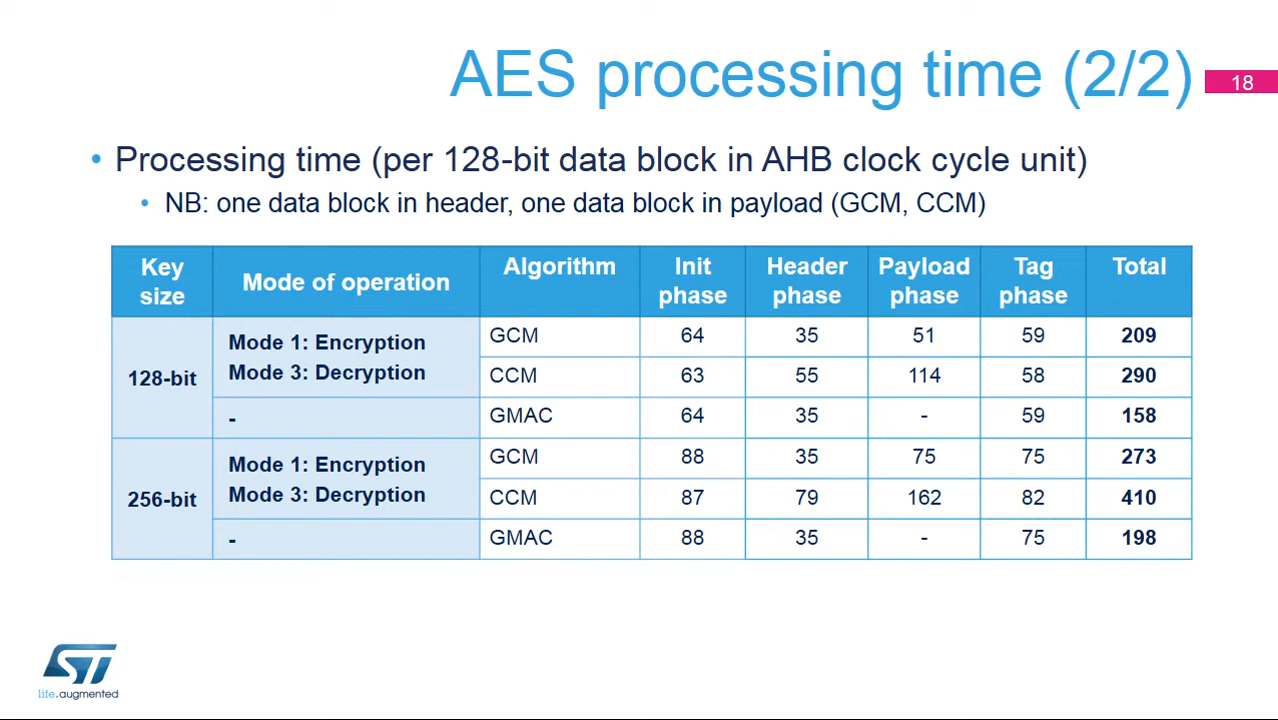 AES processing time (2/2)
18
• Processing time (per 128-bit data block in AHB clock cycle unit)
• NB: one data block in header, one data block in payload (GCM, CCM)
Key size Mode of operation Algorithm Init phase Header phase Payload phase Tag phase Total
128-bit Mode 1: Encryption Mode 3: Decryption GCM 64 35 51 59 209
CCM 63 55 114 58 290
- GMAC 64 35 - 59 158
256-bit Mode 1: Encryption Mode 3: Decryption GCM 88 35 75 75 273
CCM 87 79 162 82 410
- GMAC 88 35 - 75 198
ST
life.augmented